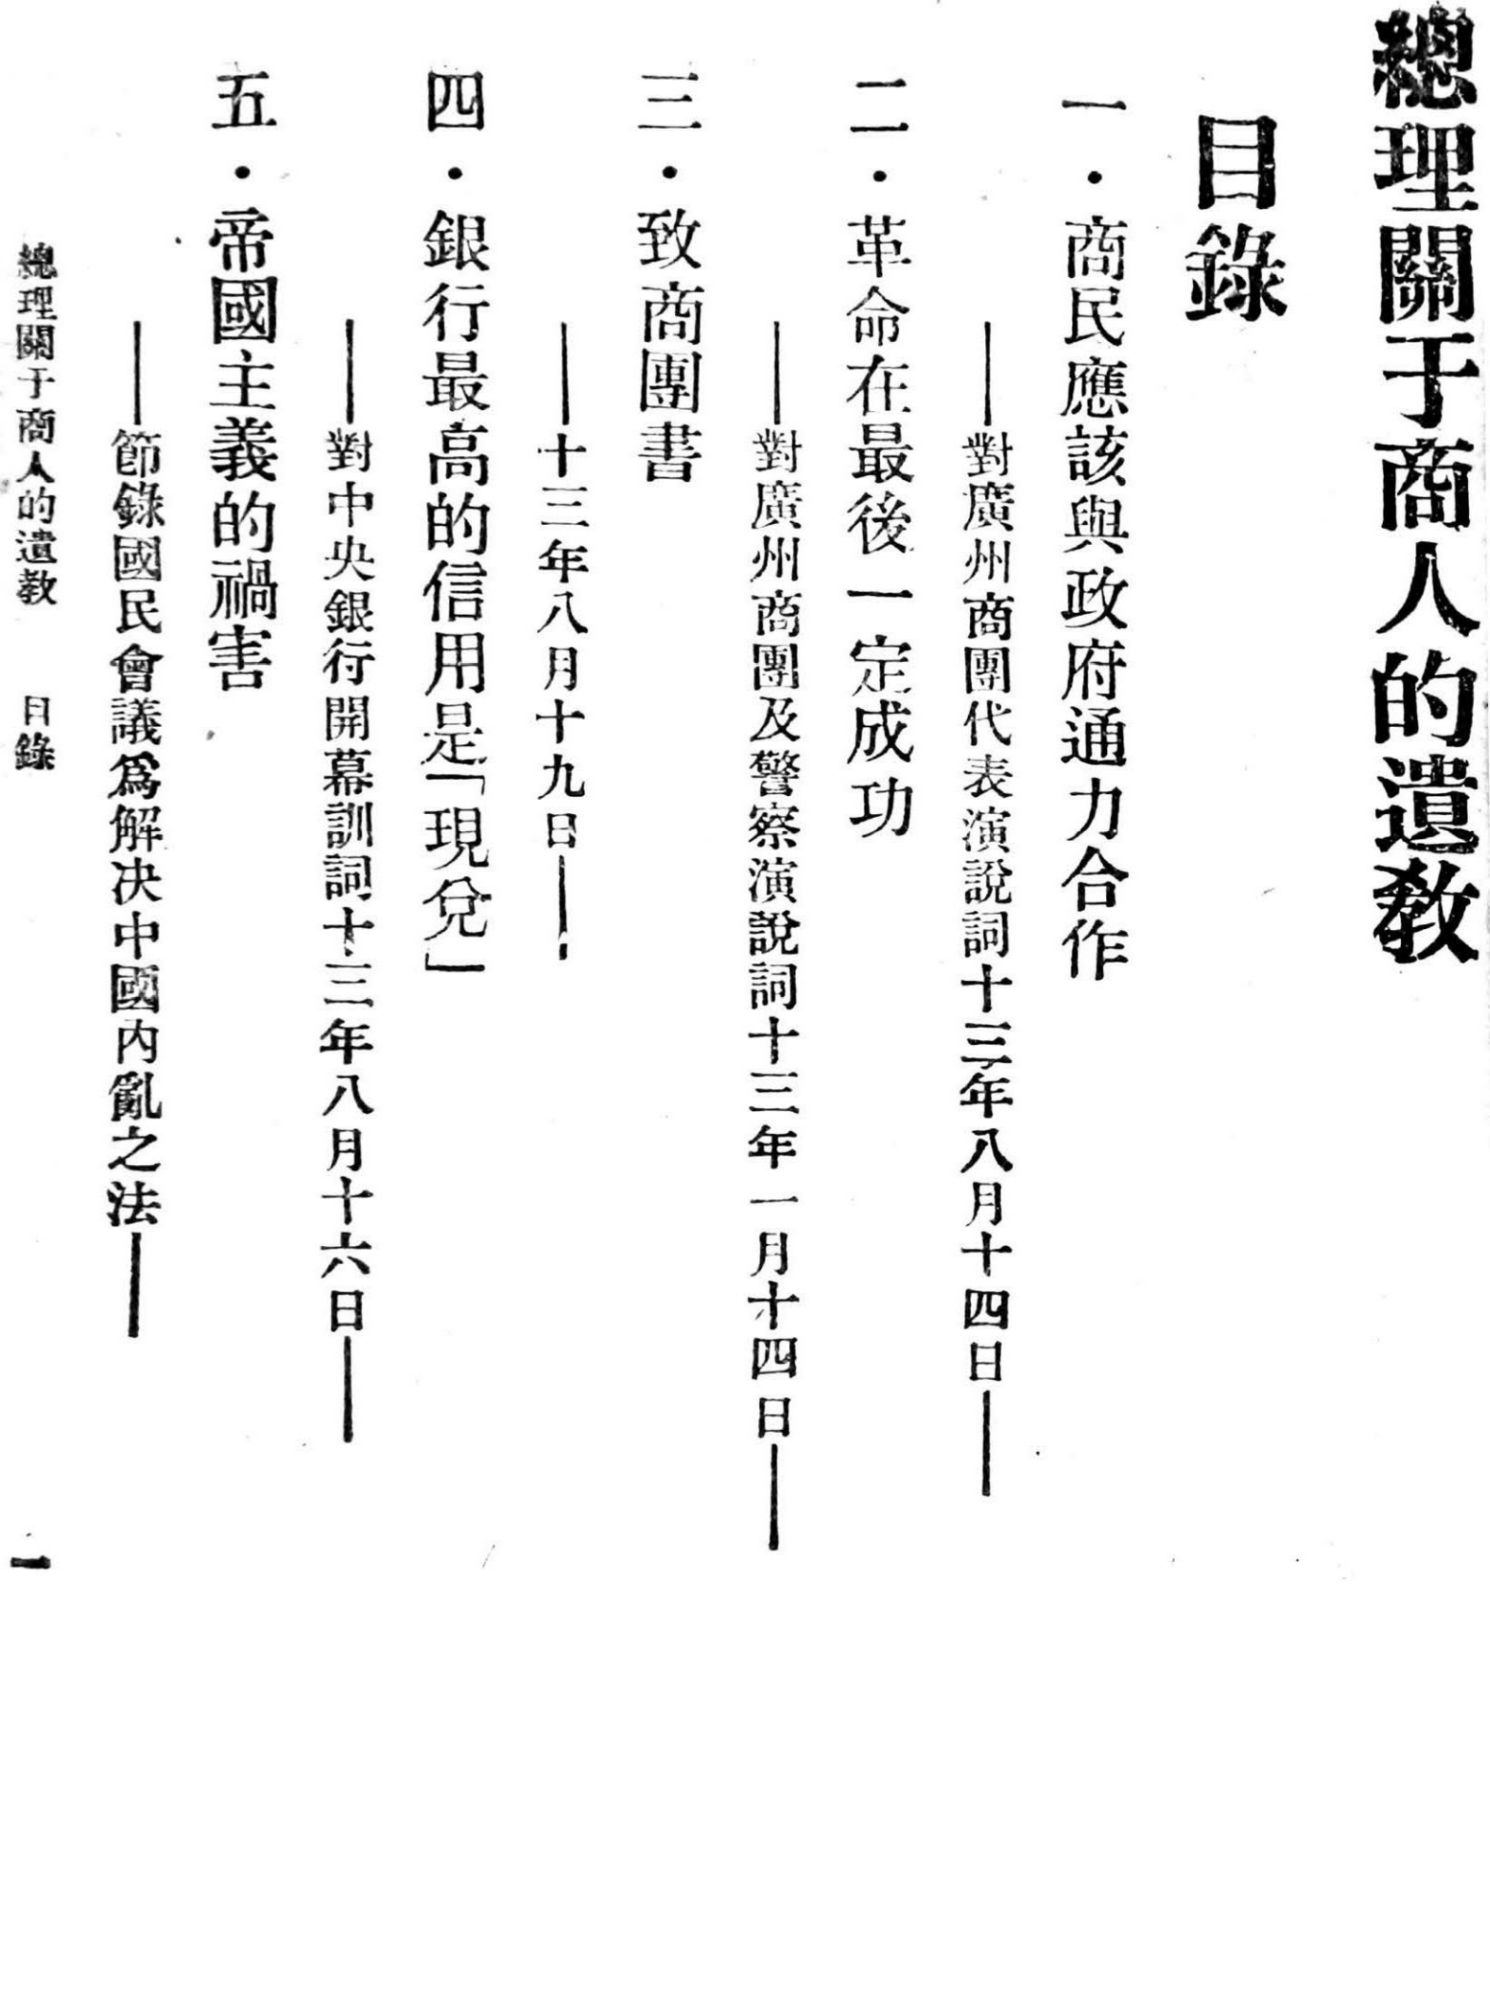 總理關于商人的遺教
目錄
一・商民應該與政府通力合作
——對廣州商團代表演說詞十三年八月十四日——
二・革命在最後一定成功
——對廣州商團及警察演說詞十三年一月十四日——
三・致商團書
——十三年八月十九日——
四・銀行最高的信用是「現兌」
——對中央銀行開幕訓詞十三年八月十六日——
五・帝國主義的禍害
——節錄國民會議爲解决中國內亂之法——
總理關于商人的遺教 目錄 一